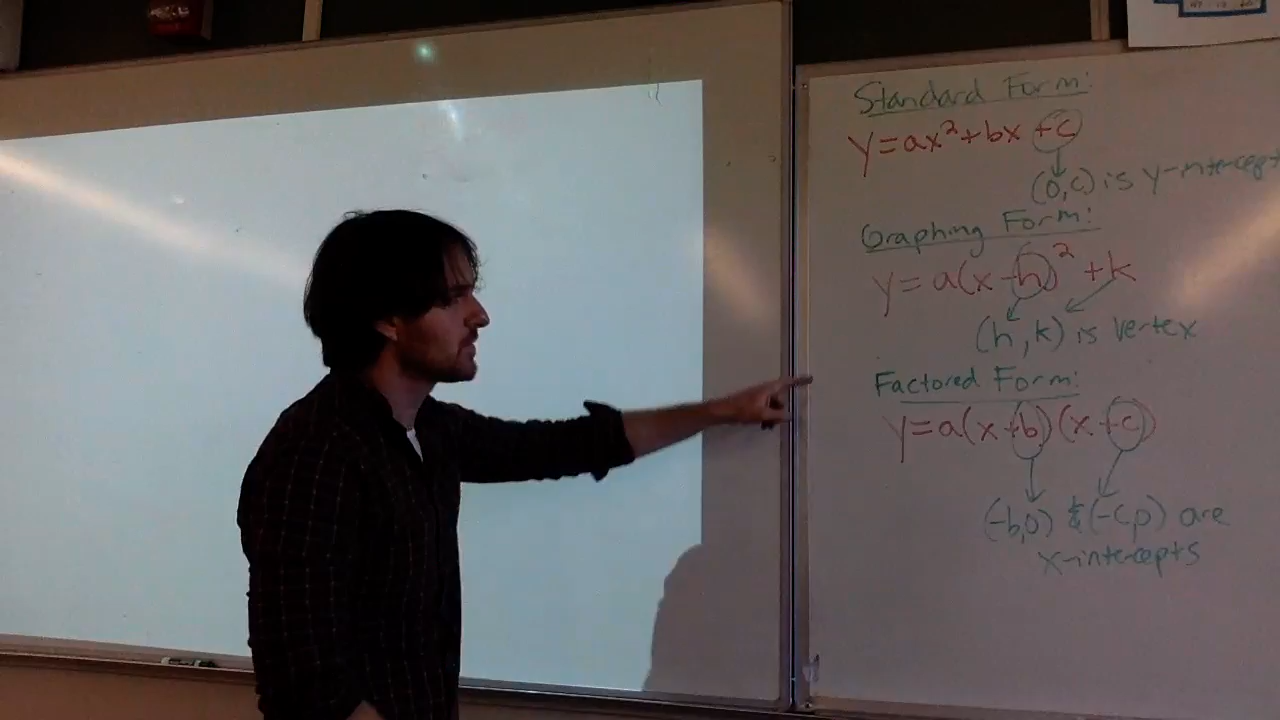 Standard Form:
y=ax²+bx+c
(0,c) is y-intercept
Graphing Form:
y=a(x-h)²+k
(h,k) is vertex
Factored Form:
y=a(x+b)(x+c)
(-b,0) & (-c,0) are
x-intercepts